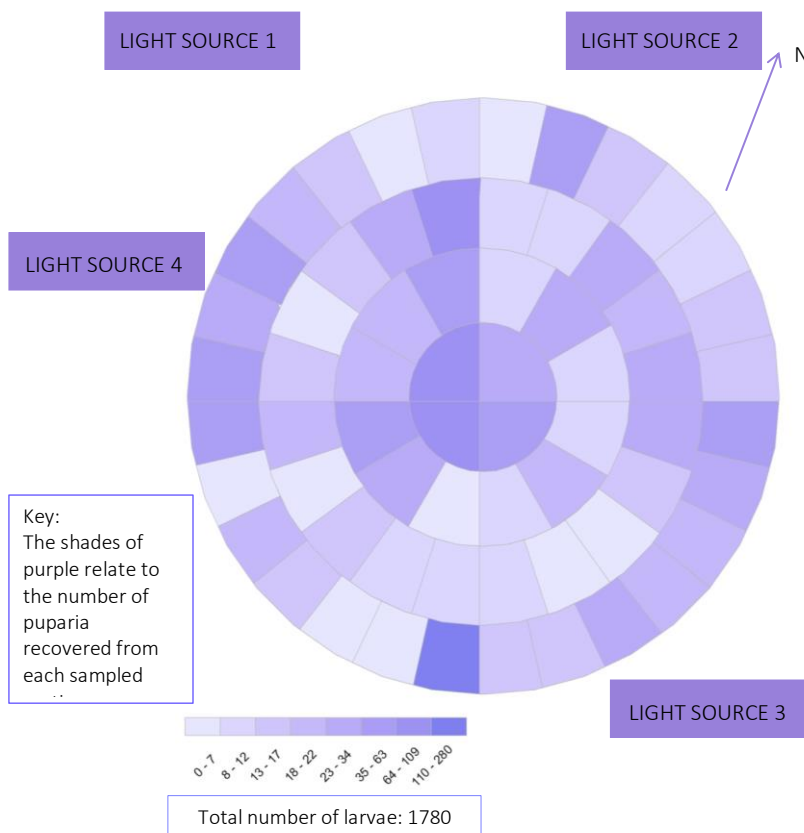 LIGHT SOURCE 1
LIGHT SOURCE 2
N
LIGHT SOURCE 4
Key:
The shades of
purple relate to
the number of
puparia
recovered from
each sampled
LIGHT SOURCE 3
0 - 7
8 - 12
13 - 17
18 - 22
23 - 34
35 - 63
64 - 109
110 - 280
Total number of larvae: 1780